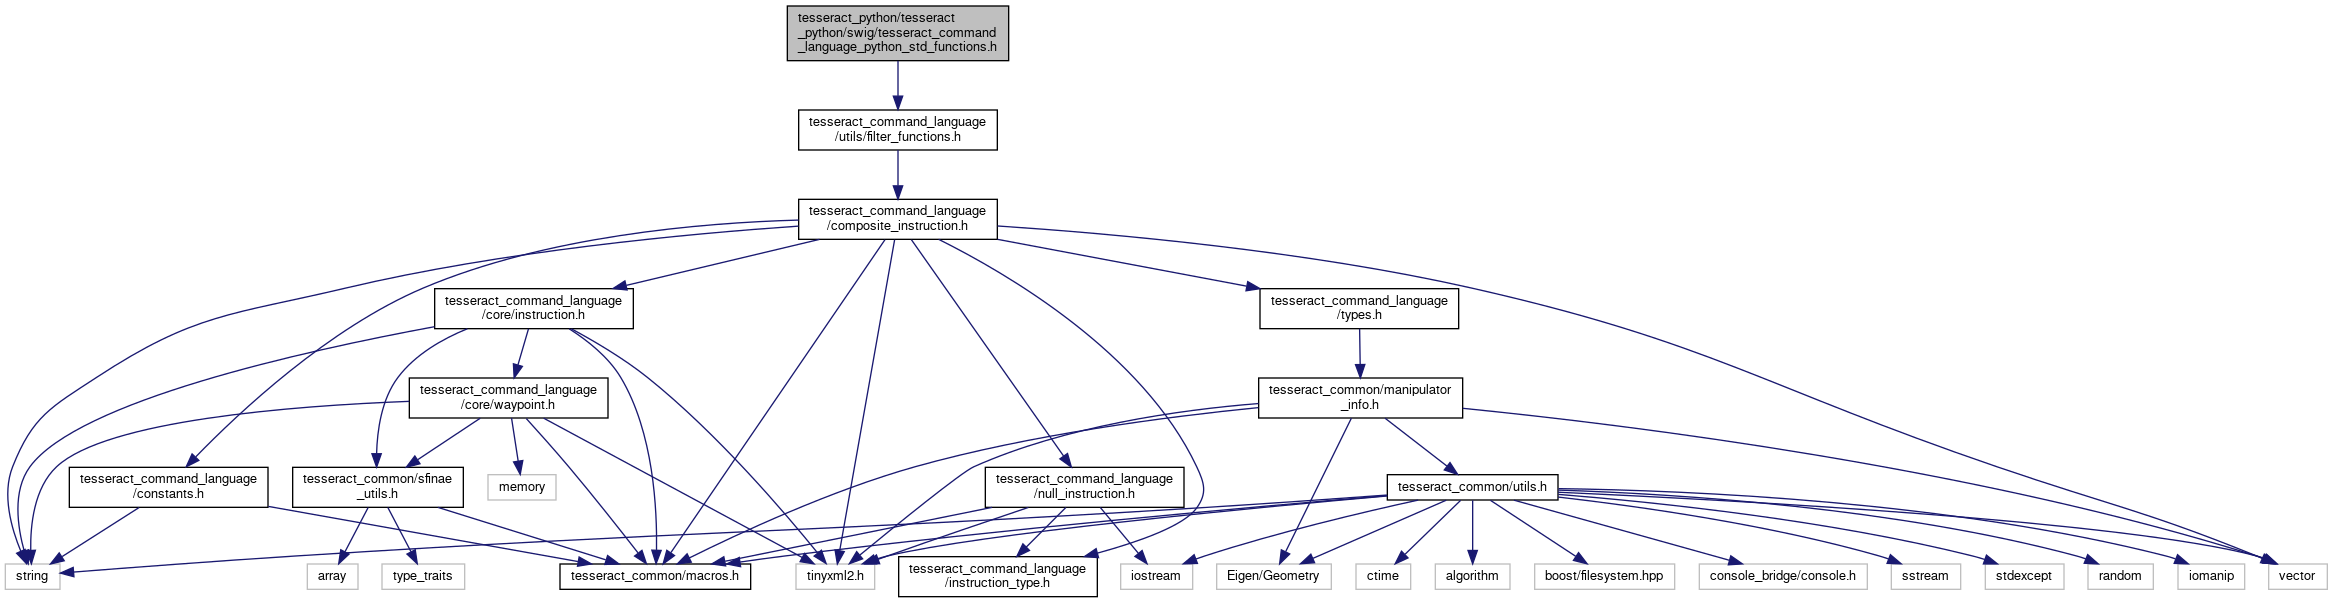 tesseract_python/tesseract
_python/swig/tesseract_command
_language_python_std_functions.h
tesseract_command_language
/utils/filter_functions.h
tesseract_command_language
/composite_instruction.h
tesseract_command_language
/core/instruction.h
tesseract_command_language
/types.h
tesseract_command_language
/core/waypoint.h
tesseract_common/manipulator
_info.h
tesseract_command_language
/constants.h
tesseract_common/sfinae
_utils.h
memory
tesseract_command_language
/null_instruction.h
tesseract_common/utils.h
string
array
type_traits
tesseract_common/macros.h
tinyxml2.h
tesseract_command_language
/instruction_type.h
iostream
Eigen/Geometry
ctime
algorithm
boost/filesystem.hpp
console_bridge/console.h
sstream
stdexcept
random
iomanip
vector